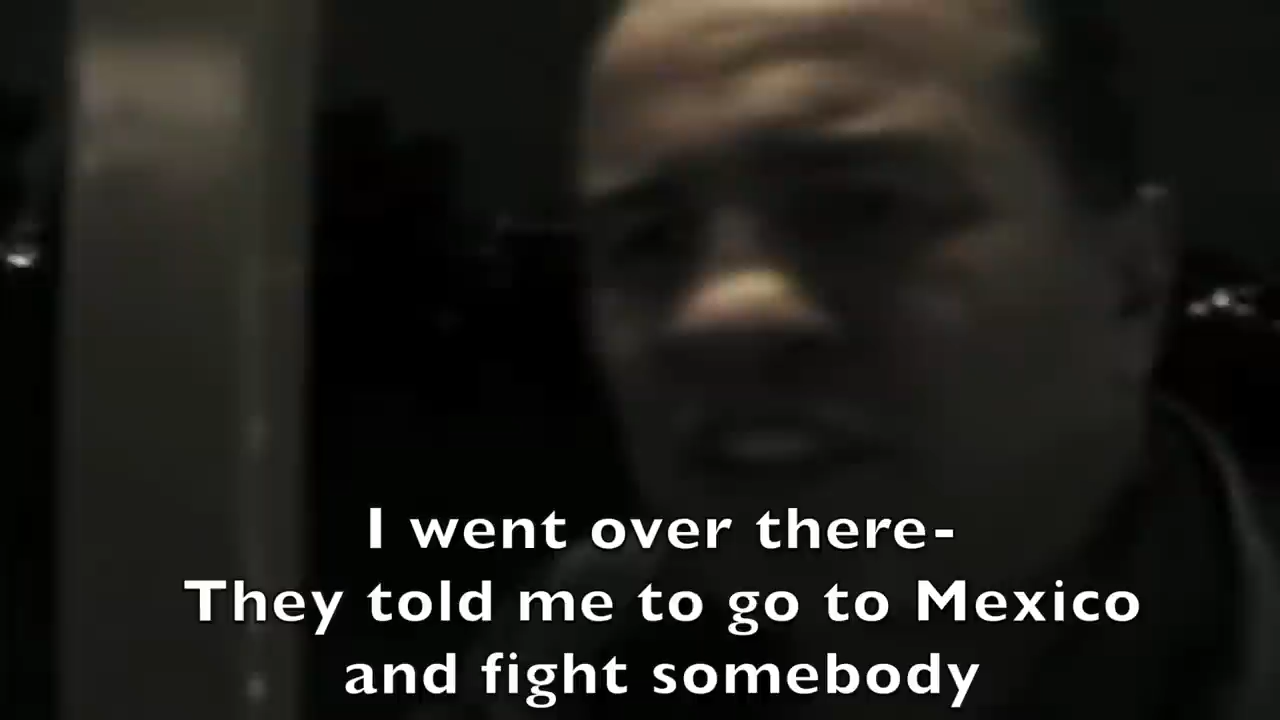 I went over there-
They told me to go to Mexico
and fight somebody